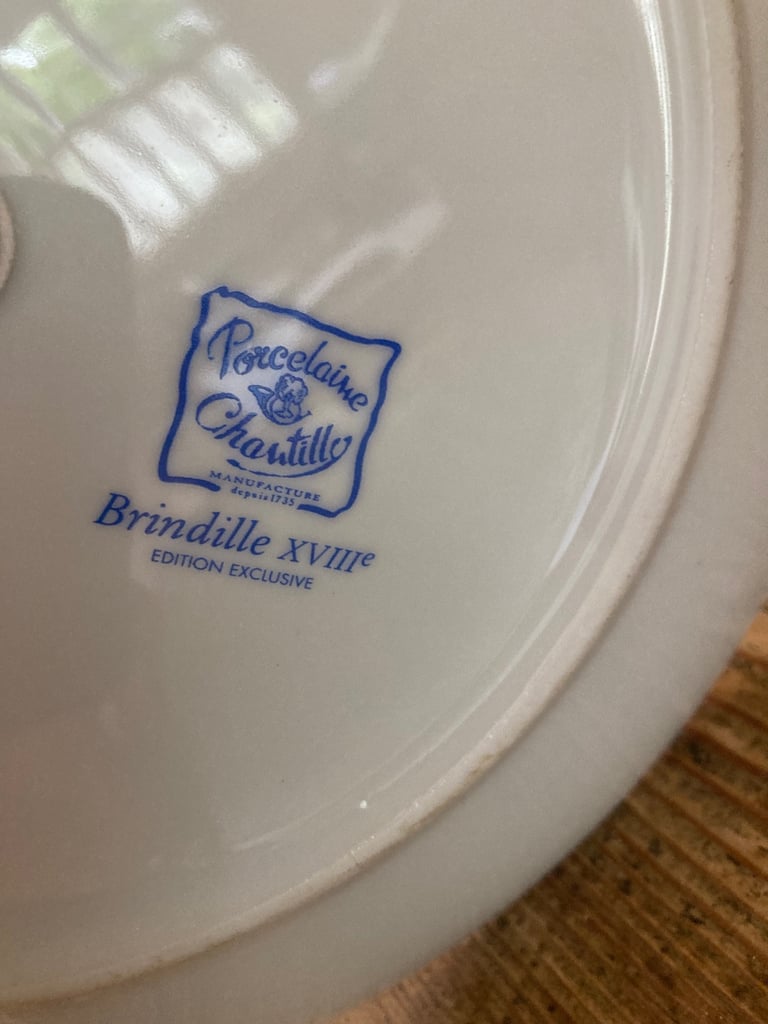 Porcelaine
Chantilly
MANUFACTURE
depuis 1735
Brindille XVIIIe
EDITION EXCLUSIVE